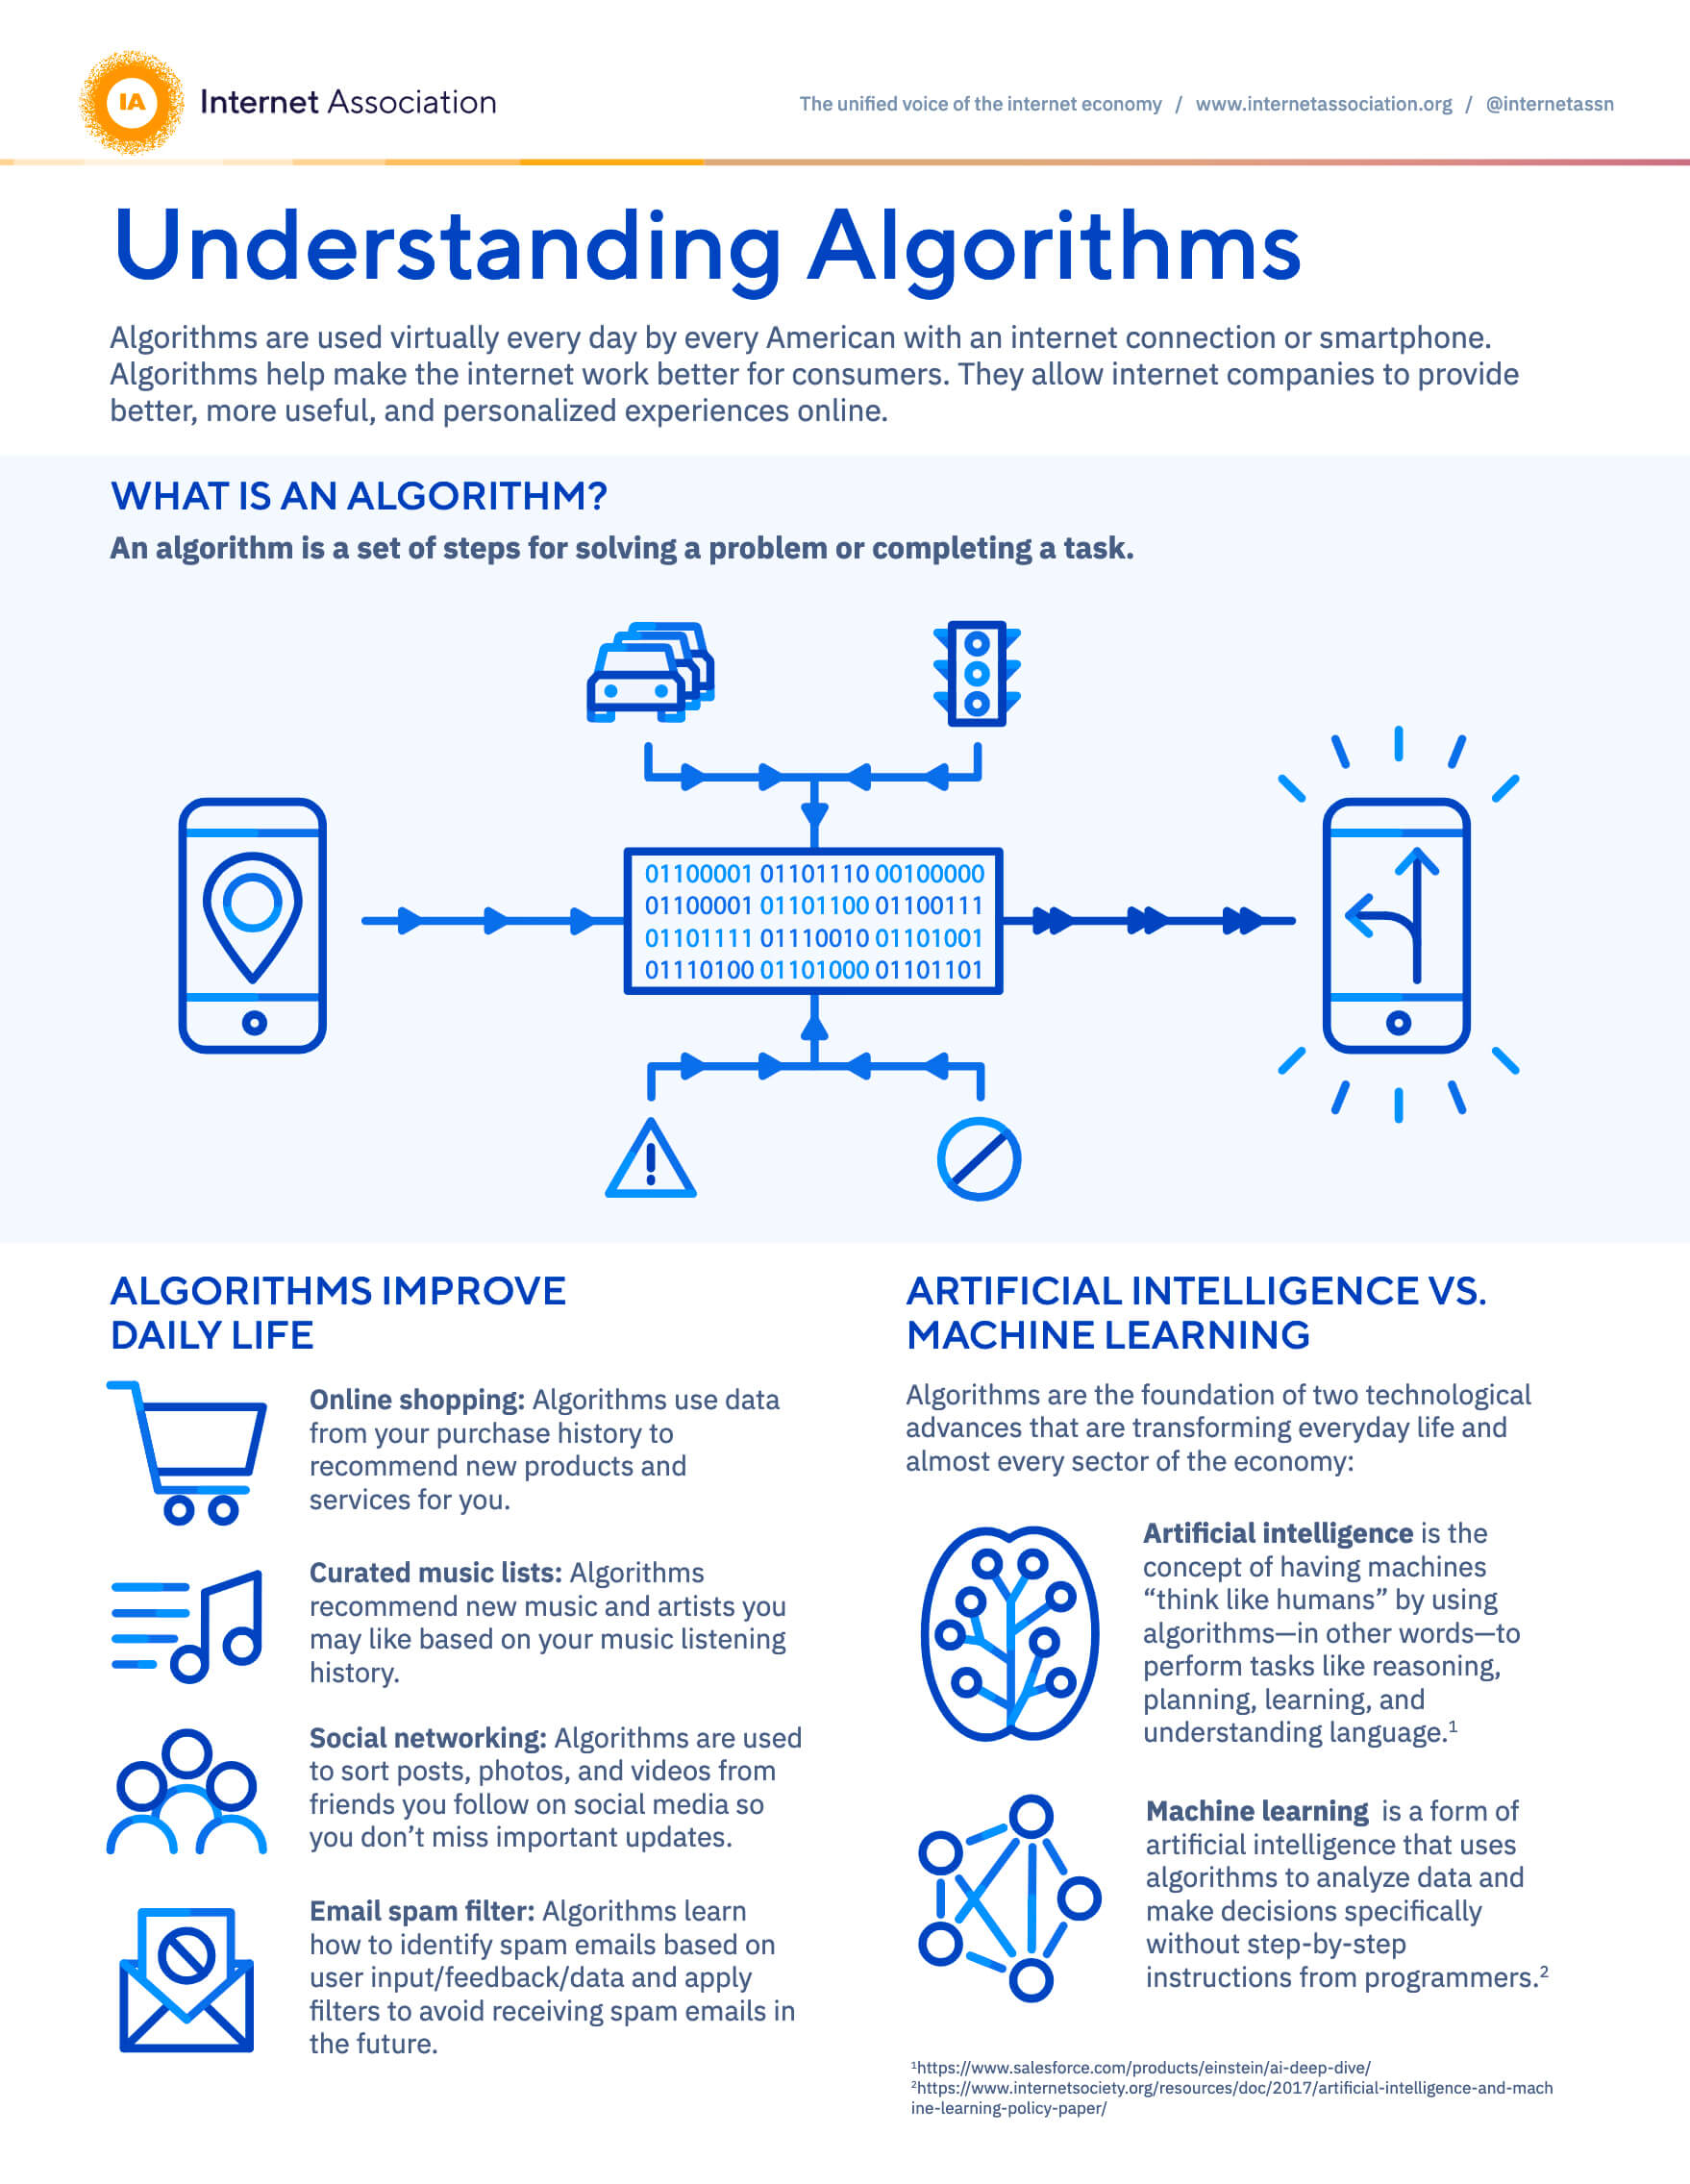 IA
Internet Association
The unified voice of the internet economy / www.internetassociation.org / @internetassn
Understanding Algorithms
Algorithms are used virtually every day by every American with an internet connection or smartphone.
Algorithms help make the internet work better for consumers. They allow internet companies to provide
better, more useful, and personalized experiences online.
WHAT IS AN ALGORITHM?
An algorithm is a set of steps for solving a problem or completing a task.
01100001 01101110 00100000
01100001 01101100 01100111
01101111 01110010 01101001
01110100 01101000 01101101
ALGORITHMS IMPROVE
DAILY LIFE
Online shopping: Algorithms use data
from your purchase history to
recommend new products and
services for you.
Curated music lists: Algorithms
recommend new music and artists you
may like based on your music listening
history.
Social networking: Algorithms are used
to sort posts, photos, and videos from
friends you follow on social media so
you don’t miss important updates.
Email spam filter: Algorithms learn
how to identify spam emails based on
user input/feedback/data and apply
filters to avoid receiving spam emails in
the future.
ARTIFICIAL INTELLIGENCE VS.
MACHINE LEARNING
Algorithms are the foundation of two technological
advances that are transforming everyday life and
almost every sector of the economy:
Artificial intelligence is the
concept of having machines
“think like humans” by using
algorithms—in other words—to
perform tasks like reasoning,
planning, learning, and
understanding language.¹
Machine learning is a form of
artificial intelligence that uses
algorithms to analyze data and
make decisions specifically
without step-by-step
instructions from programmers.²
¹https://www.salesforce.com/products/einstein/ai-deep-dive/
²https://www.internetsociety.org/resources/doc/2017/artificial-intelligence-and-mach
ine-learning-policy-paper/